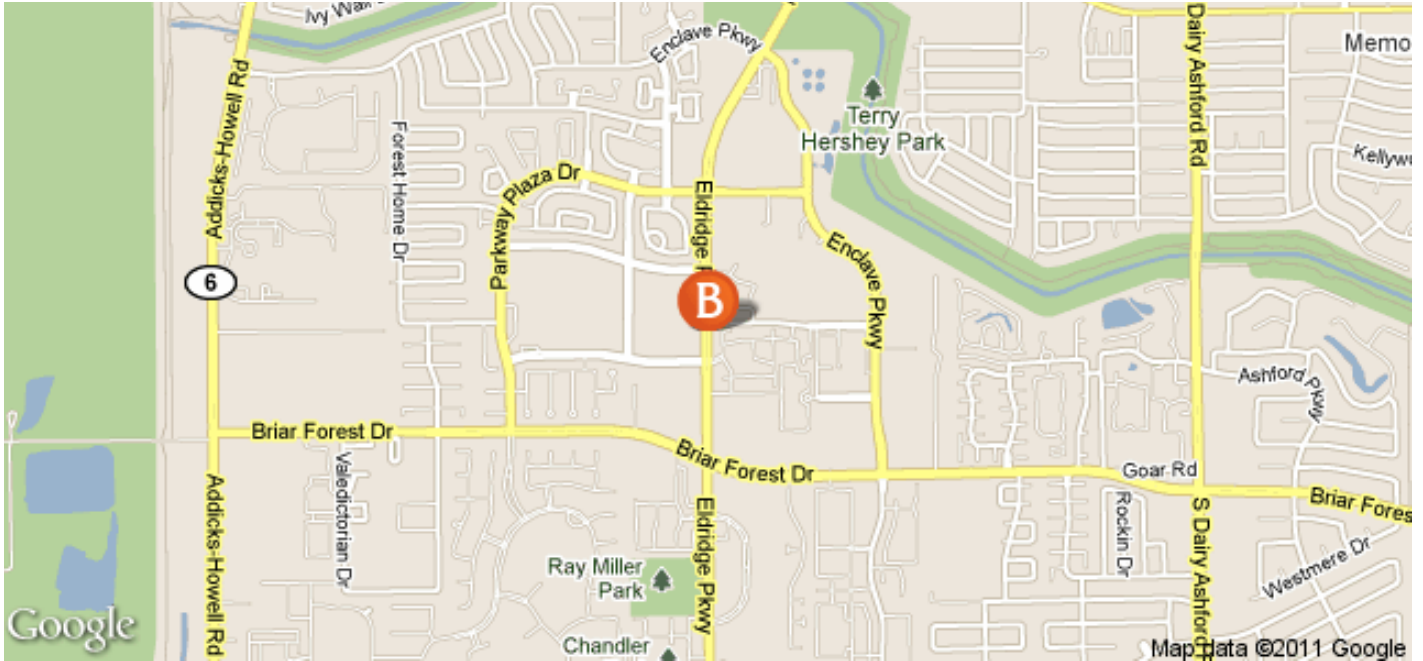 Ivy Wall
Enclave Pkwy
Dairy Ashford Rd
Memo
Addicks-Howell Rd
Terry
Hershey Park
Forest Home Dr
Kellyw
Parkway Plaza Dr
Eldridge P
Enclave Pkwy
6
B
Ashford Pkwy
Briar Forest Dr
Briar Forest Dr
Goar Rd
Briar Fores
Valedictorian Dr
Addicks-Howell Rd
Eldridge Pkwy
Rockin Dr
S Dairy Ashford
Westmere Dr
Ray Miller
Park
Chandler
Google
Map data ©2011 Google